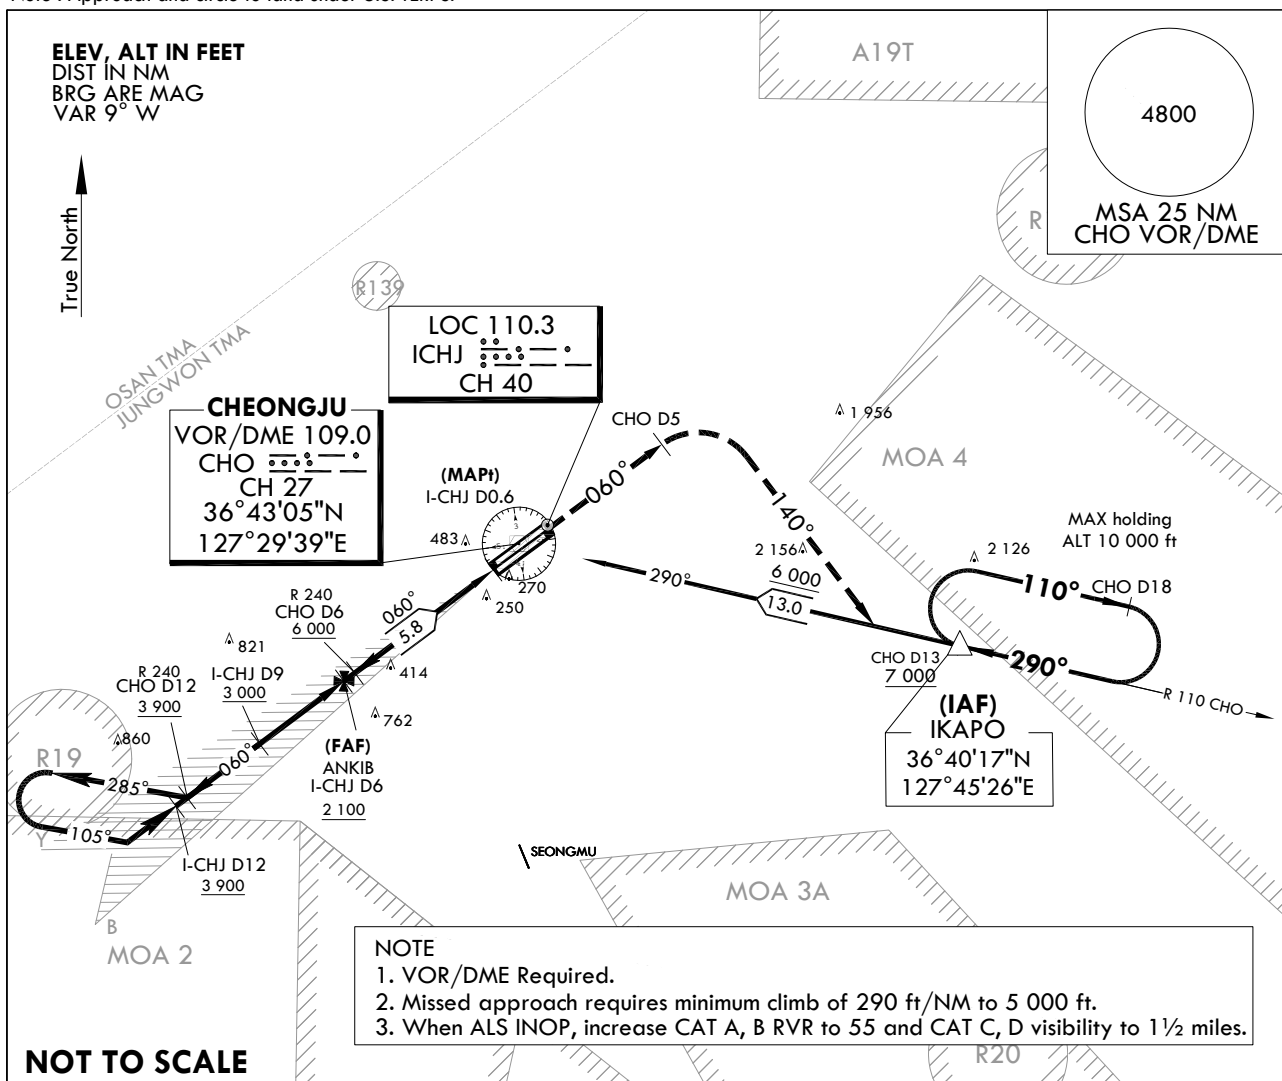 ELEV, ALT IN FEET
DIST IN NM
BRG ARE MAG
VAR 9° W
True North
A19T
4800
MSA 25 NM
CHO VOR/DME
R
R139
OSAN TMA
JUNGWON TMA
LOC 110.3
ICHJ
CH 40
CHEONGJU
VOR/DME 109.0
CHO
CH 27
36°43'05"N
127°29'39"E
(MAPt)
I-CHJ D0.6
CHO D5
060°
140°
1 956
MOA 4
483
270
250
2 156
6 000
13.0
290°
2 126
MAX holding
ALT 10 000 ft
110°
CHO D18
290°
R 110 CHO
CHO D13
7 000
(IAF)
IKAPO
36°40'17"N
127°45'26"E
R 240
CHO D6
6 000
060°
5.8
821
414
762
I-CHJ D9
3 000
R 240
CHO D12
3 900
(FAF)
ANKIB
I-CHJ D6
2 100
860
R19
060°
285°
105°
Y
I-CHJ D12
3 900
B
MOA 2
SEONGMU
MOA 3A
NOTE
1. VOR/DME Required.
2. Missed approach requires minimum climb of 290 ft/NM to 5 000 ft.
3. When ALS INOP, increase CAT A, B RVR to 55 and CAT C, D visibility to 1½ miles.
R20
NOT TO SCALE